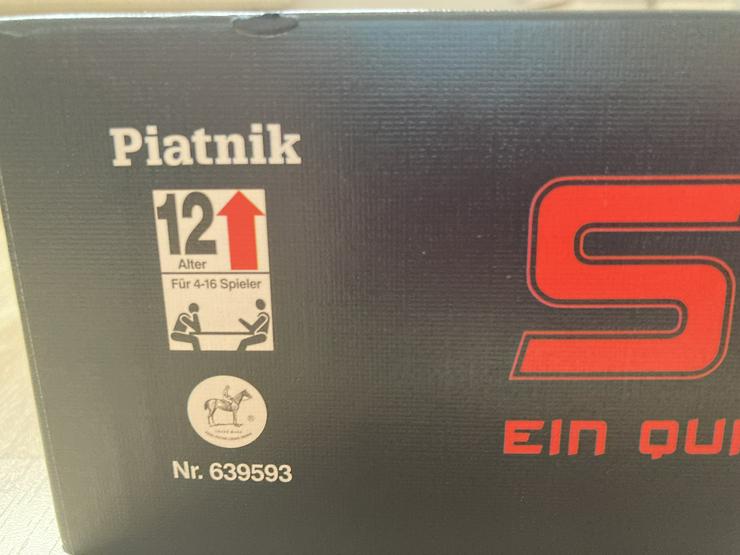 Piatnik
12
Alter
Für 4-16 Spieler
®
Nr. 639593
S
EIN QU